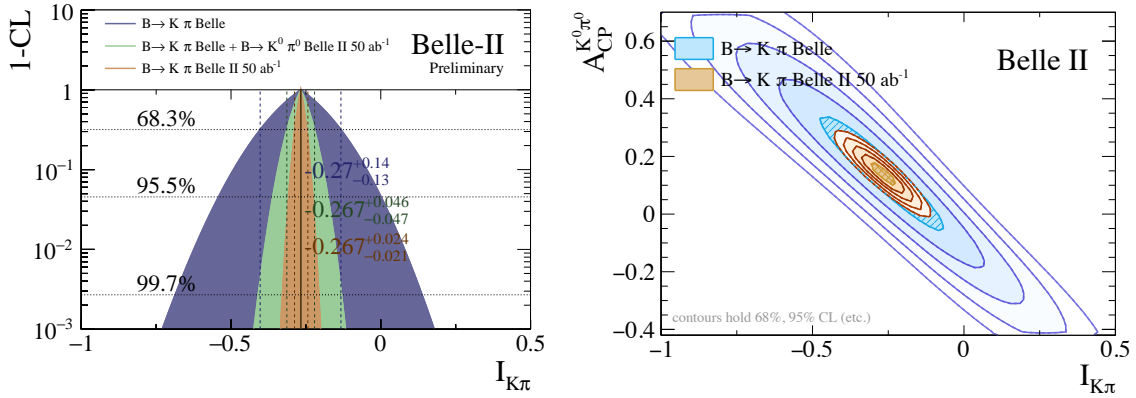 1-CL
10
1
10⁻¹
10⁻²
10⁻³
B→ K π Belle
B→ K π Belle + B→ K⁰ π⁰ Belle II 50 ab⁻¹
B→ K π Belle II 50 ab⁻¹
Belle-II
Preliminary
68.3%
95.5%
99.7%
-0.27 +0.14 -0.13
-0.267 +0.046 -0.047
-0.267 +0.024 -0.021
-1 -0.5 0 0.5
I_Kπ
A_CP^K⁰π⁰
0.6
0.4
0.2
0
−0.2
−0.4
B→ K π Belle
B→ K π Belle II 50 ab⁻¹
Belle II
contours hold 68%, 95% CL (etc.)
−1 −0.5 0 0.5
I_Kπ